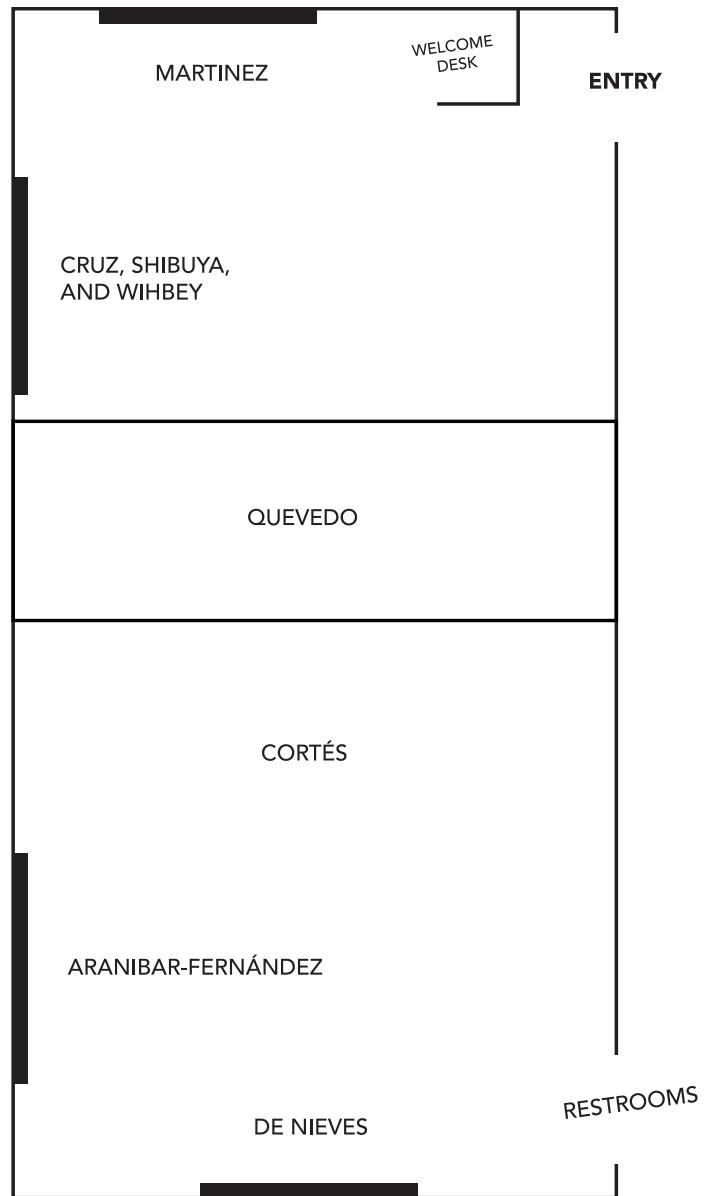 MARTINEZ
WELCOME
DESK
ENTRY
CRUZ, SHIBUYA,
AND WIHBEY
QUEVEDO
CORTÉS
ARANIBAR-FERNÁNDEZ
RESTROOMS
DE NIEVES